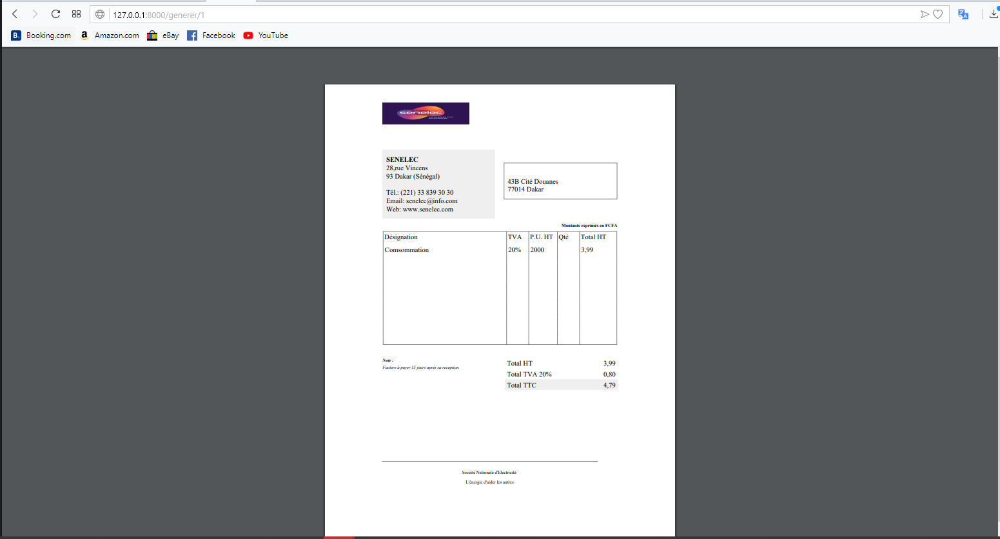 127.0.0.1:8000/generer/1
Booking.com
Amazon.com
eBay
Facebook
YouTube
senelec
SENELEC
28,rue Vincens
93 Dakar (Sénégal)
Tél.: (221) 33 839 30 30
Email: senelec@info.com
Web: www.senelec.com
43B Cité Douanes
77014 Dakar
Montants exprimés en FCFA
Désignation TVA P.U. HT Qté Total HT
Comsommation 20% 2000 3,99
Note :
Facture à payer 15 jours après sa reception.
Total HT 3,99
Total TVA 20% 0,80
Total TTC 4,79
Société Nationale d'Electricité
L'énergie d'aider les autres